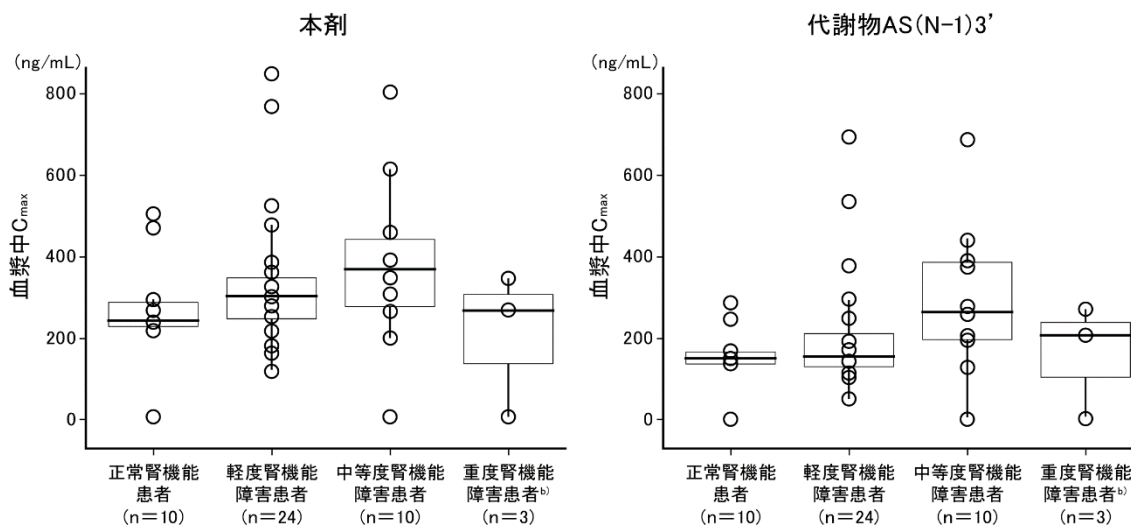 本剤
(ng/mL)
血漿中Cmax
800
600
400
200
0
正常腎機能
患者
(n=10)
軽度腎機能
障害患者
(n=24)
中等度腎機能
障害患者
(n=10)
重度腎機能
障害患者b)
(n=3)
代謝物AS(N-1)3’
(ng/mL)
血漿中Cmax
800
600
400
200
0
正常腎機能
患者
(n=10)
軽度腎機能
障害患者
(n=24)
中等度腎機能
障害患者
(n=10)
重度腎機能
障害患者b)
(n=3)